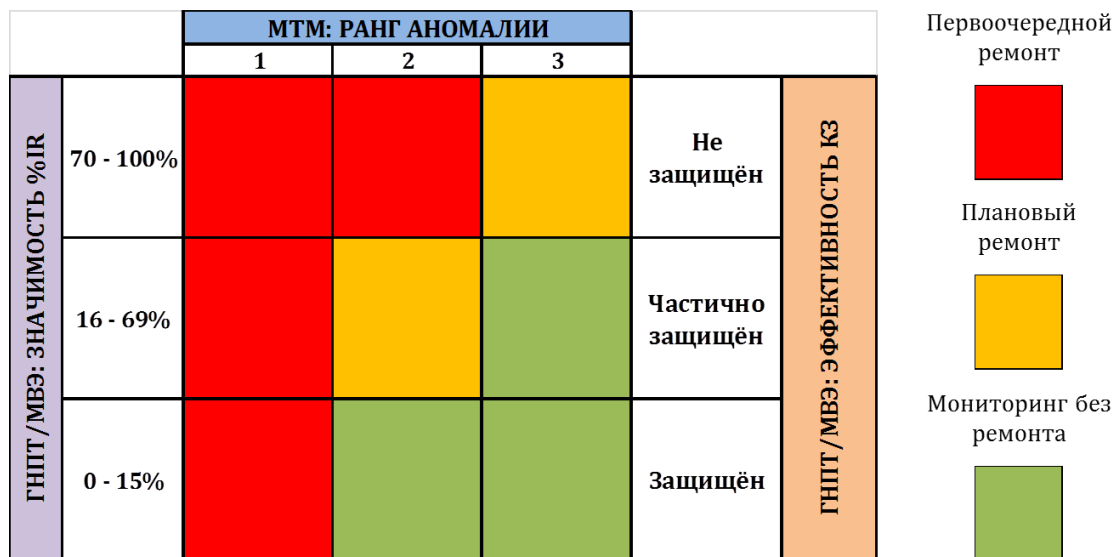 МТМ: РАНГ АНОМАЛИИ
1 2 3
ГНПТ/МВЭ: ЗНАЧИМОСТЬ %IR
70 - 100%
Не
защищён
16 - 69%
Частично
защищён
0 - 15%
Защищён
ГНПТ/МВЭ: ЭФФЕКТИВНОСТЬ КЗ
Первоочередной
ремонт
Плановый
ремонт
Мониторинг без
ремонта